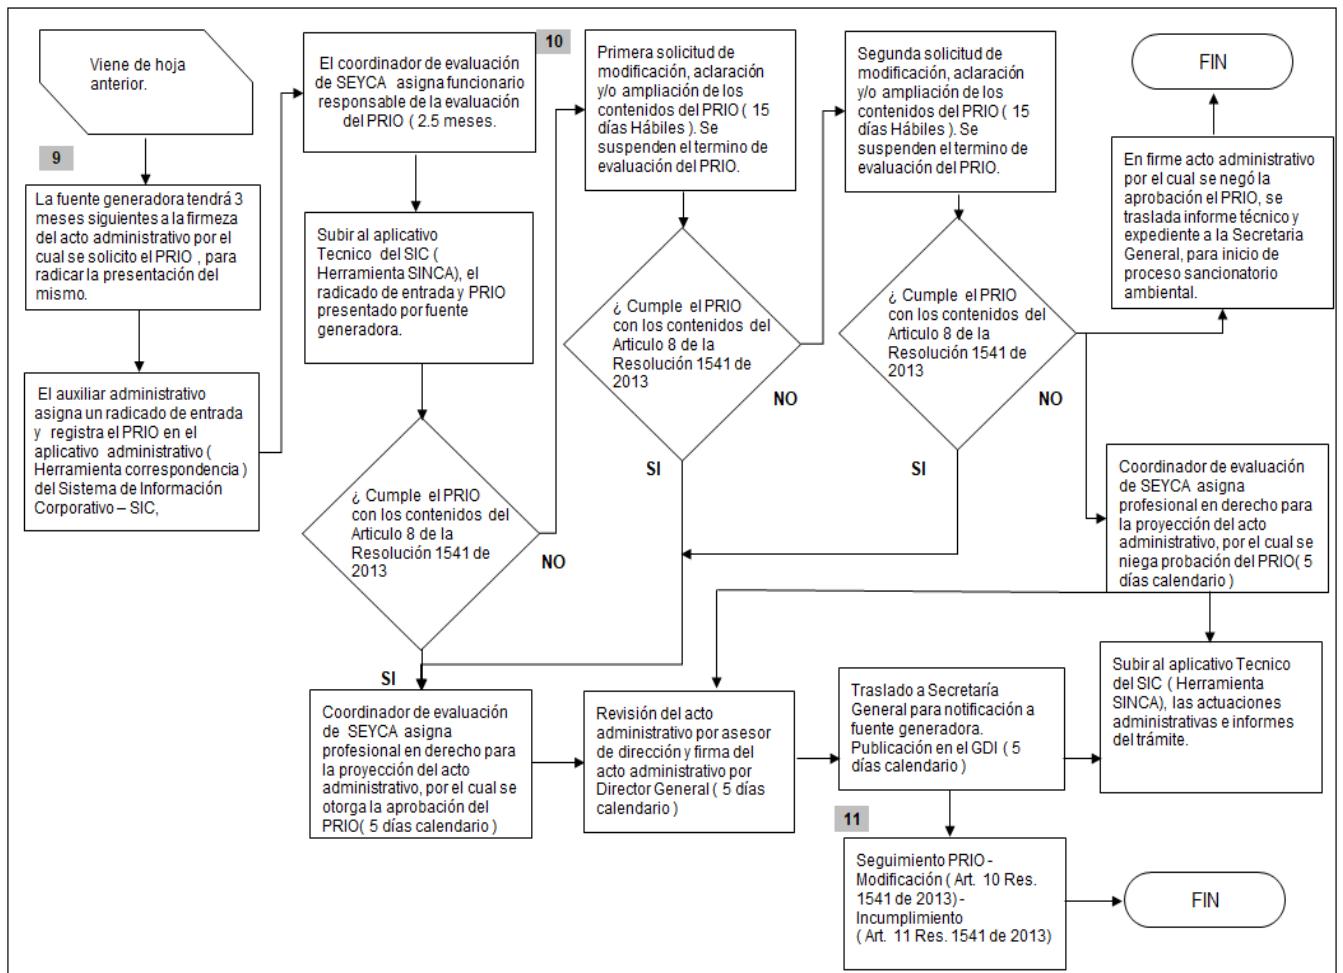 Viene de hoja
anterior.
9
La fuente generadora tendrá 3
meses siguientes a la firmeza
del acto administrativo por el
cual se solicito el PRIO , para
radicar la presentación del
mismo.
El auxiliar administrativo
asigna un radicado de entrada
y registra el PRIO en el
aplicativo administrativo (
Herramienta correspondencia )
del Sistema de Información
Corporativo – SIC,
El coordinador de evaluación
de SEYCA asigna funcionario
responsable de la evaluación
del PRIO ( 2.5 meses.
10
Subir al aplicativo
Tecnico del SIC (
Herramienta SINCA), el
radicado de entrada y PRIO
presentado por fuente
generadora.
¿ Cumple el PRIO
con los contenidos del
Articulo 8 de la
Resolución 1541 de
2013
NO
SI
Coordinador de evaluación
de SEYCA asigna
profesional en derecho para
la proyección del acto
administrativo, por el cual se
otorga la aprobación del
PRIO( 5 días calendario )
Primera solicitud de
modificación, aclaración
y/o ampliación de los
contenidos del PRIO ( 15
días Hábiles ). Se
suspenden el termino de
evaluación del PRIO.
¿ Cumple el PRIO
con los contenidos del
Articulo 8 de la
Resolución 1541 de
2013
NO
SI
Revisión del acto
administrativo por asesor
de dirección y firma del
acto administrativo por
Director General ( 5 días
calendario )
Segunda solicitud de
modificación, aclaración
y/o ampliación de los
contenidos del PRIO ( 15
días Hábiles ). Se
suspenden el termino de
evaluación del PRIO.
¿ Cumple el PRIO
con los contenidos del
Articulo 8 de la
Resolución 1541 de
2013
NO
SI
Traslado a Secretaría
General para notificación a
fuente generadora.
Publicación en el GDI ( 5
días calendario )
11
Seguimiento PRIO -
Modificación ( Art. 10 Res.
1541 de 2013) -
Incumplimiento
( Art. 11 Res. 1541 de 2013)
FIN
En firme acto administrativo
por el cual se negó la
aprobación el PRIO, se
traslada informe técnico y
expediente a la Secretaria
General, para inicio de
proceso sancionatorio
ambiental.
Coordinador de evaluación
de SEYCA asigna
profesional en derecho para
la proyección del acto
administrativo, por el cual se
niega probación del PRIO( 5
días calendario )
Subir al aplicativo Tecnico
del SIC ( Herramienta
SINCA), las actuaciones
administrativas e informes
del trámite.
FIN